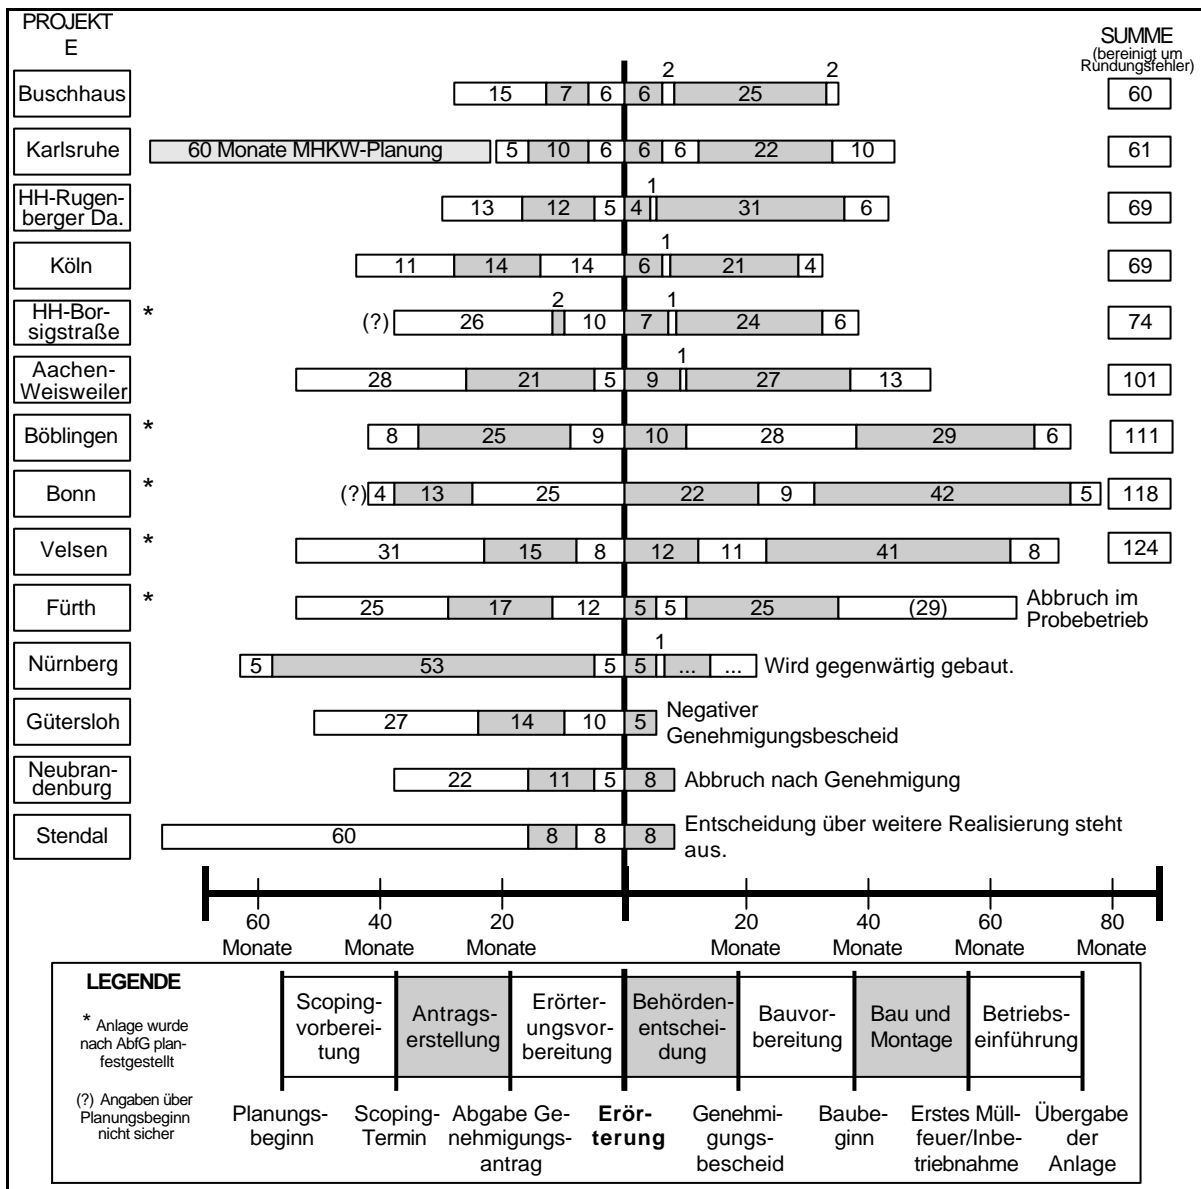 PROJEKT
E
SUMME
(bereinigt um
Rundungsfehler)
Buschhaus
15 7 6 6 2 25 2
60
Karlsruhe
60 Monate MHKW-Planung
5 10 6 6 6 22 10
61
HH-Rugen-
berger Da.
13 12 5 4 1 31 6
69
Köln
11 14 14 6 1 21 4
69
HH-Bor-
sigstraße
*
(?) 26 2 10 7 1 24 6
74
Aachen-
Weisweiler
28 21 5 9 1 27 13
101
Böblingen
*
8 25 9 10 28 29 6
111
Bonn
*
(?) 4 13 25 22 9 42 5
118
Velsen
*
31 15 8 12 11 41 8
124
Fürth
*
25 17 12 5 5 25 (29)
Abbruch im
Probebetrieb
Nürnberg
5 53 5 5 1 ... ...
Wird gegenwärtig gebaut.
Gütersloh
27 14 10 5
Negativer
Genehmigungsbescheid
Neubran-
denburg
22 11 5 8
Abbruch nach Genehmigung
Stendal
60 8 8 8
Entscheidung über weitere Realisierung steht
aus.
60 40 20 20 40 60 80
Monate Monate Monate Monate Monate Monate Monate
LEGENDE
* Anlage wurde
nach AbfG plan-
festgestellt
(?) Angaben über
Planungsbeginn
nicht sicher
Scoping-
vorberei-
tung
Antrags-
erstellung
Erörter-
ungsvor-
bereitung
Behörden-
entschei-
dung
Bauvor-
bereitung
Bau und
Montage
Betriebs-
einführung
Planungs-
beginn
Scoping-
Termin
Abgabe Ge-
nehmigungs-
antrag
Erör-
terung
Genehmi-
gungs-
bescheid
Baube-
ginn
Erstes Müll-
feuer/Inbe-
triebnahme
Übergabe
der
Anlage